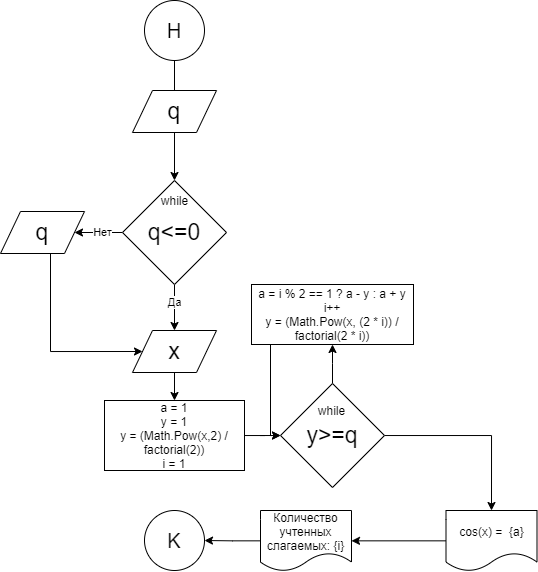 Н
q
while
q<=0
Нет
q
Да
x
a = 1
y = 1
y = (Math.Pow(x,2) /
factorial(2))
i = 1
a = i % 2 == 1 ? a - y : a + y
i++
y = (Math.Pow(x, (2 * i)) /
factorial(2 * i))
while
y>=q
cos(x) = {a}
Количество
учтенных
слагаемых: {i}
К